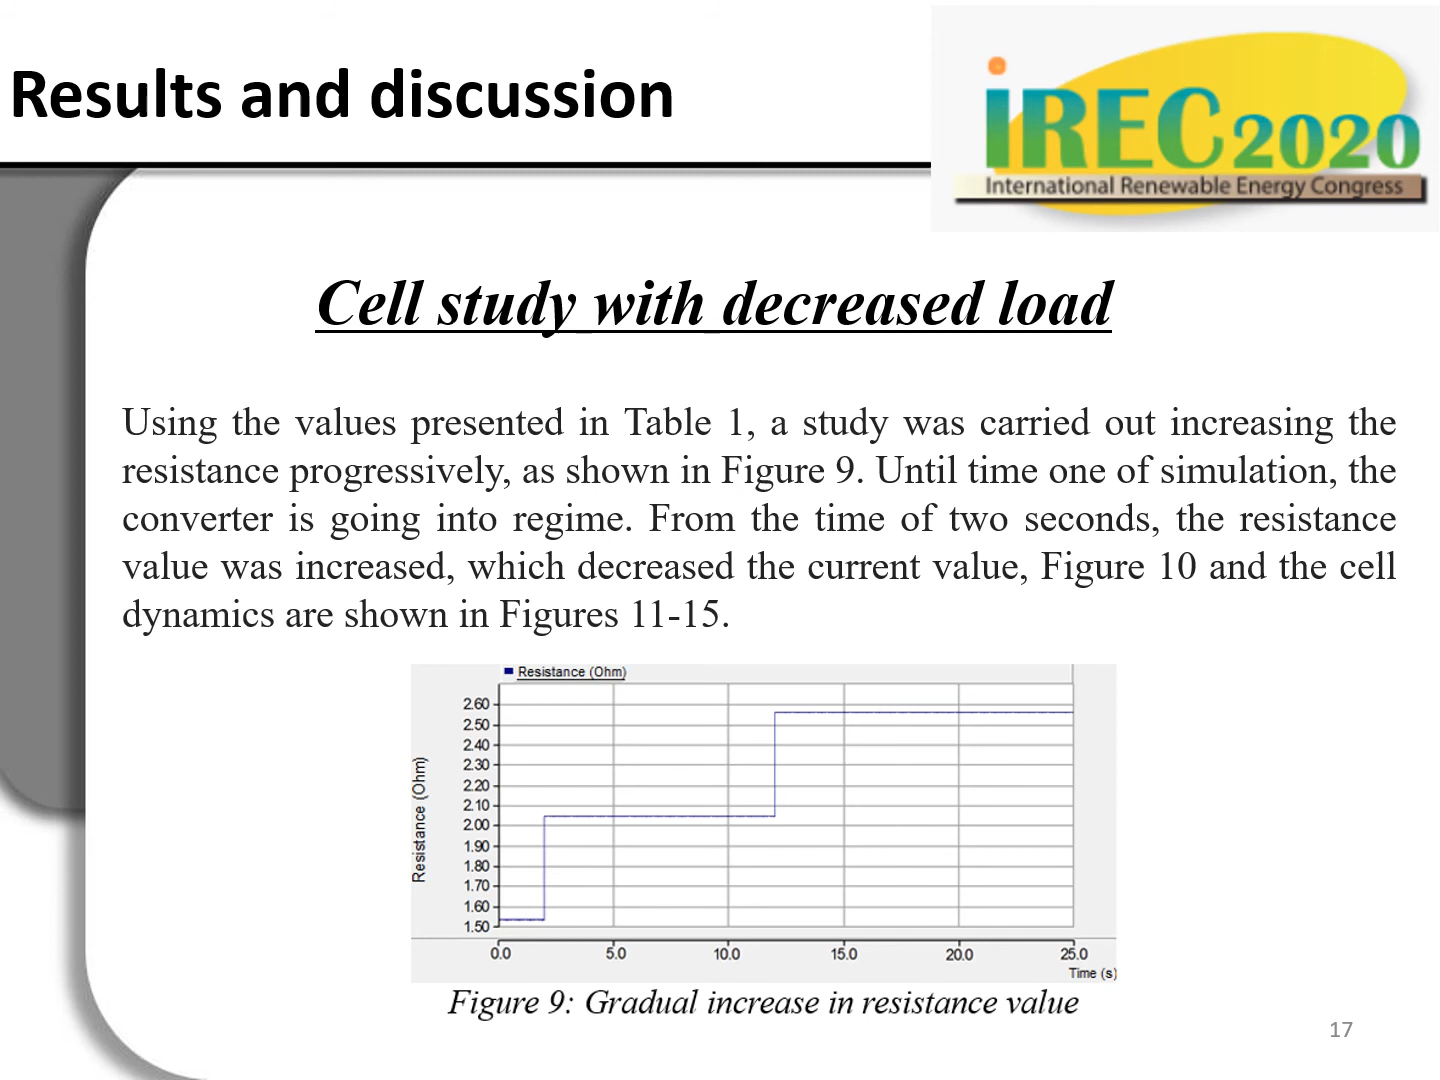 Results and discussion
iREC2020
International Renewable Energy Congress
Cell study with decreased load
Using the values presented in Table 1, a study was carried out increasing the
resistance progressively, as shown in Figure 9. Until time one of simulation, the
converter is going into regime. From the time of two seconds, the resistance
value was increased, which decreased the current value, Figure 10 and the cell
dynamics are shown in Figures 11-15.
Resistance (Ohm)
Resistance (Ohm)
2.60
2.50
2.40
2.30
2.20
2.10
2.00
1.90
1.80
1.70
1.60
1.50
0.0 5.0 10.0 15.0 20.0 25.0
Time (s)
Figure 9: Gradual increase in resistance value
17